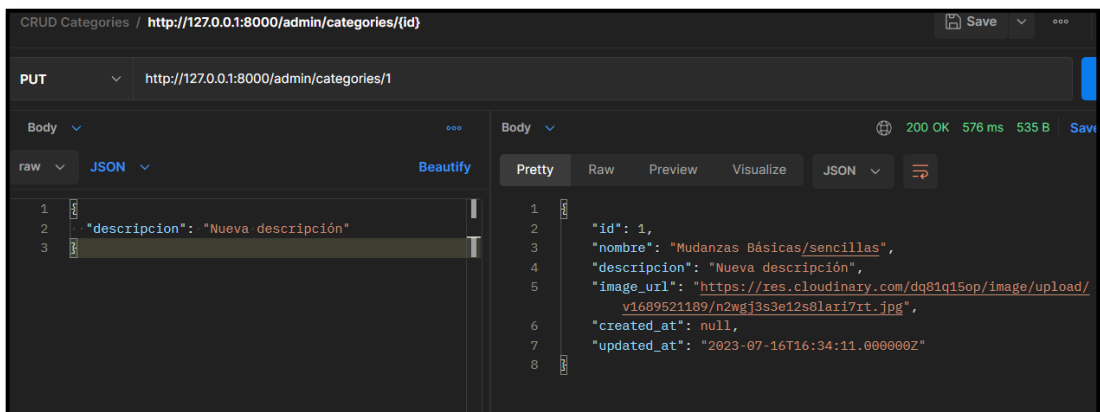 CRUD Categories / http://127.0.0.1:8000/admin/categories/{id}
Save
PUT
http://127.0.0.1:8000/admin/categories/1
Body
raw
JSON
Beautify
1 {
2 "descripcion": "Nueva descripción"
3 }
Body
200 OK 576 ms 535 B Save
Pretty Raw Preview Visualize JSON
1 {
2 "id": 1,
3 "nombre": "Mudanzas Básicas/sencillas",
4 "descripcion": "Nueva descripción",
5 "image_url": "https://res.cloudinary.com/dq81q15op/image/upload/
v1689521189/n2wgj3s3e12s8lari7rt.jpg",
6 "created_at": null,
7 "updated_at": "2023-07-16T16:34:11.000000Z"
8 }